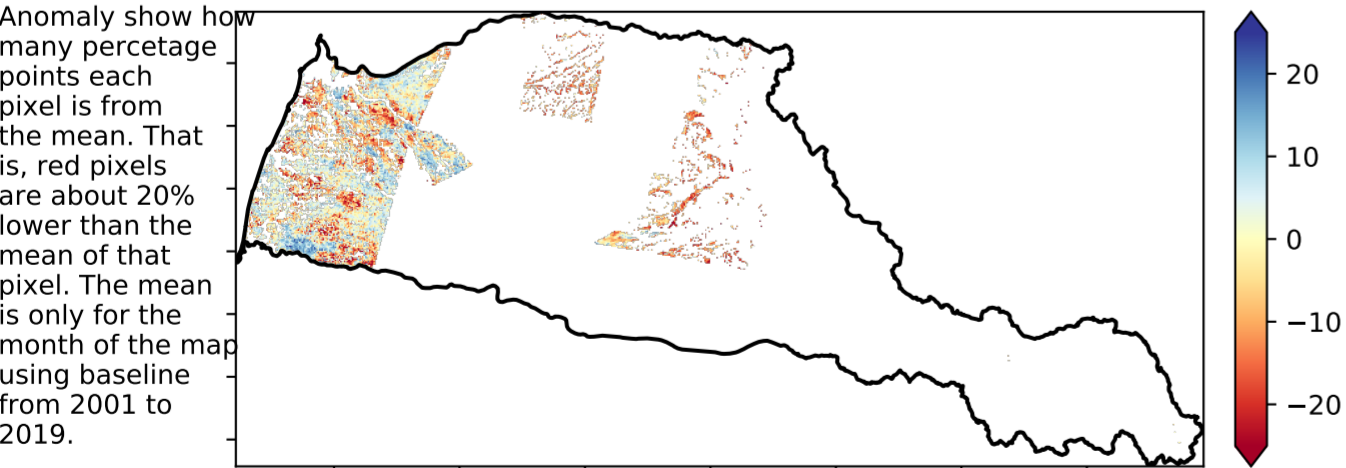 Anomaly show how
many percetage
points each
pixel is from
the mean. That
is, red pixels
are about 20%
lower than the
mean of that
pixel. The mean
is only for the
month of the map
using baseline
from 2001 to
2019.
20
10
0
−10
−20